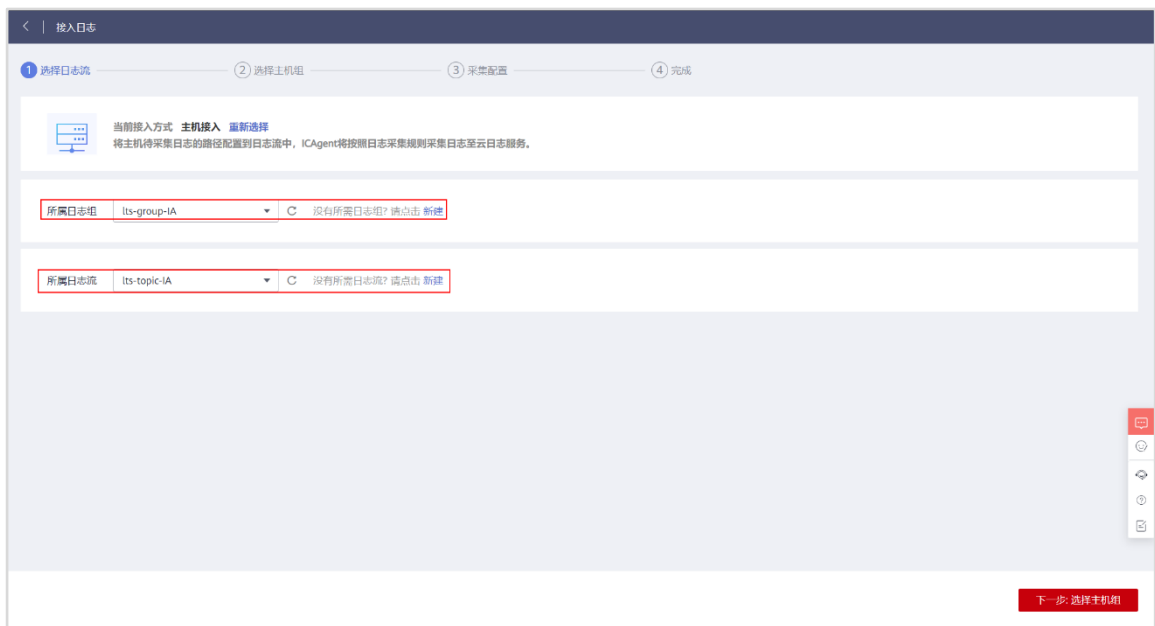 接入日志
1 选择日志流 2 选择主机组 3 采集配置 4 完成
当前接入方式 主机接入 重新选择
将主机待采集日志的路径配置到日志流中，ICAgent将按照日志采集规则采集日志至云日志服务。
所属日志组 lts-group-IA 没有所需日志组? 请点击 新建
所属日志流 lts-topic-IA 没有所需日志流? 请点击 新建
下一步: 选择主机组